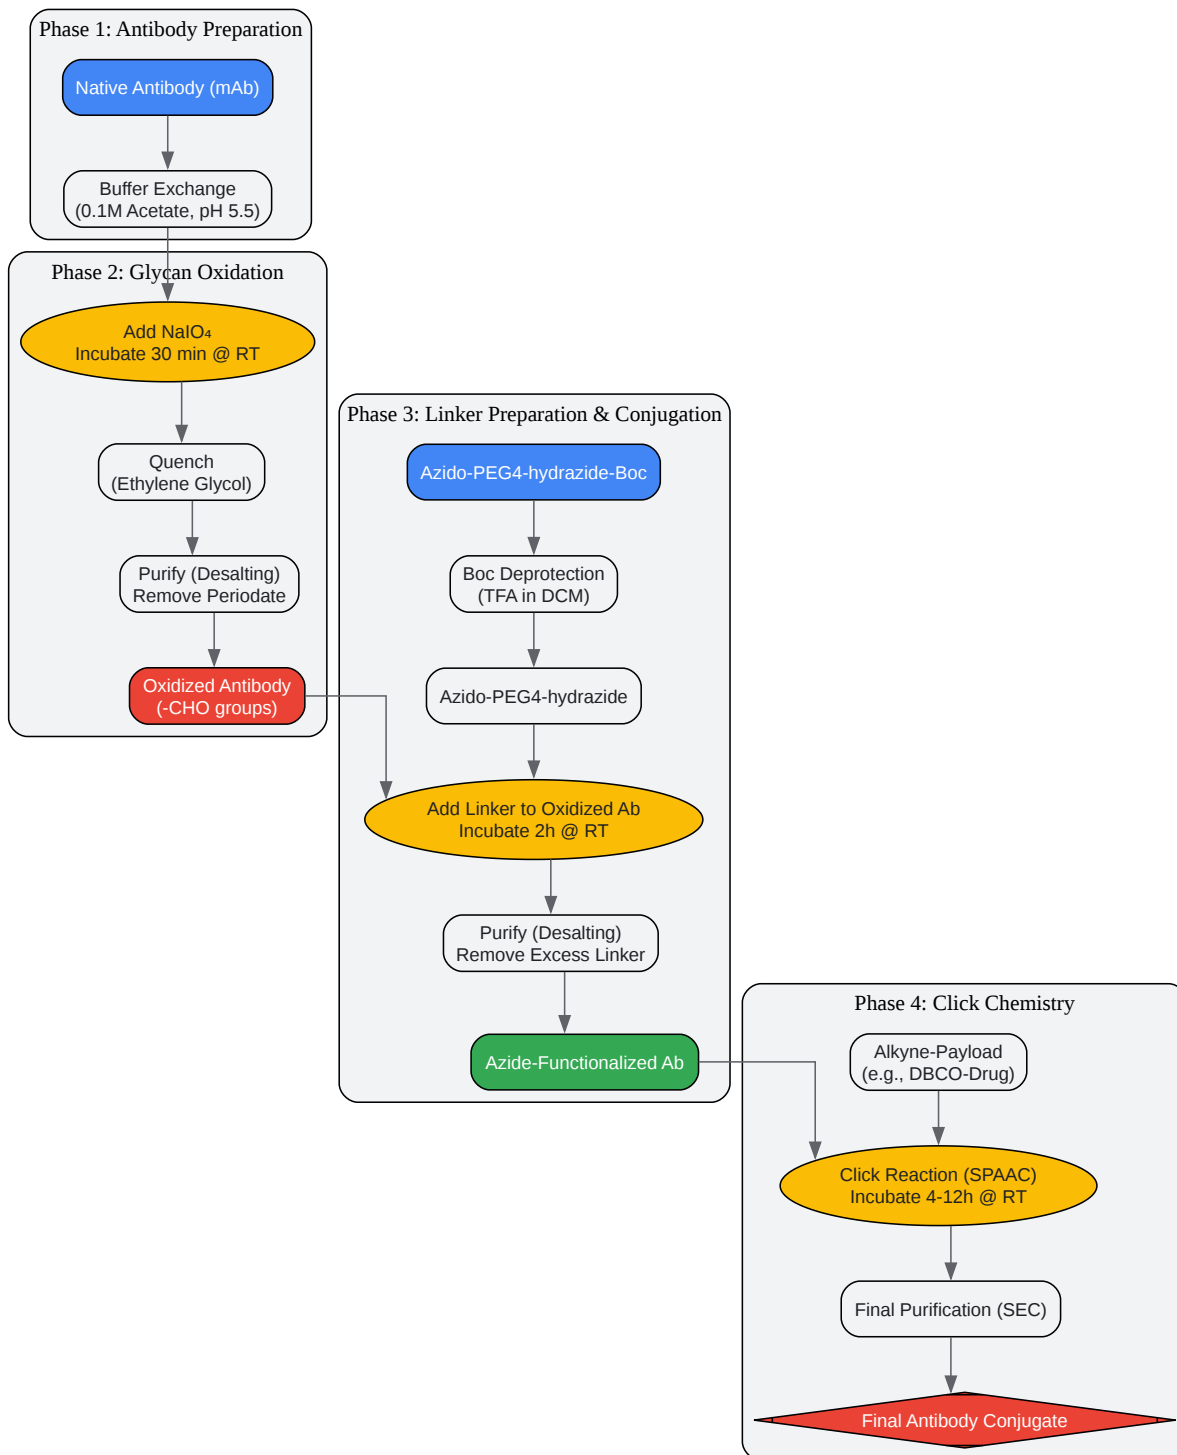 Phase 1: Antibody Preparation
Native Antibody (mAb)
Buffer Exchange
(0.1M Acetate, pH 5.5)
Phase 2: Glycan Oxidation
Add NaIO₄
Incubate 30 min @ RT
Quench
(Ethylene Glycol)
Purify (Desalting)
Remove Periodate
Oxidized Antibody
(-CHO groups)
Phase 3: Linker Preparation & Conjugation
Azido-PEG4-hydrazide-Boc
Boc Deprotection
(TFA in DCM)
Azido-PEG4-hydrazide
Add Linker to Oxidized Ab
Incubate 2h @ RT
Purify (Desalting)
Remove Excess Linker
Azide-Functionalized Ab
Phase 4: Click Chemistry
Alkyne-Payload
(e.g., DBCO-Drug)
Click Reaction (SPAAC)
Incubate 4-12h @ RT
Final Purification (SEC)
Final Antibody Conjugate